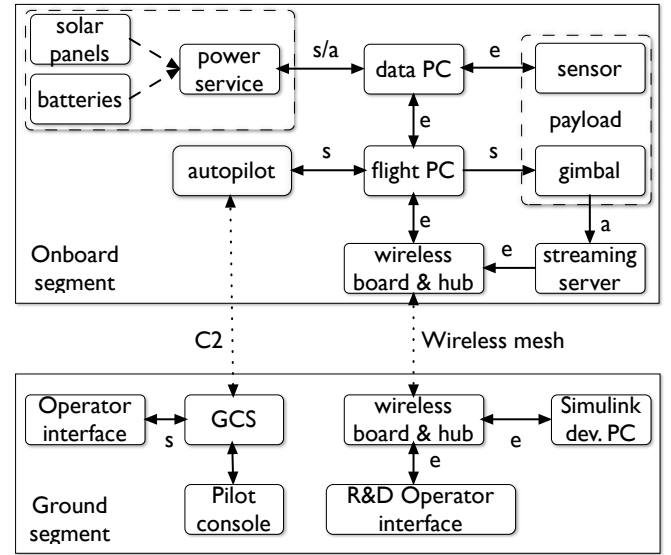 solar
panels
batteries
power
service
s/a
data PC
e
sensor
payload
e
autopilot
s
flight PC
s
gimbal
e
a
Onboard
segment
wireless
board & hub
e
streaming
server
C2
Wireless mesh
Operator
interface
s
GCS
wireless
board & hub
e
Simulink
dev. PC
e
Pilot
console
R&D Operator
interface
Ground
segment